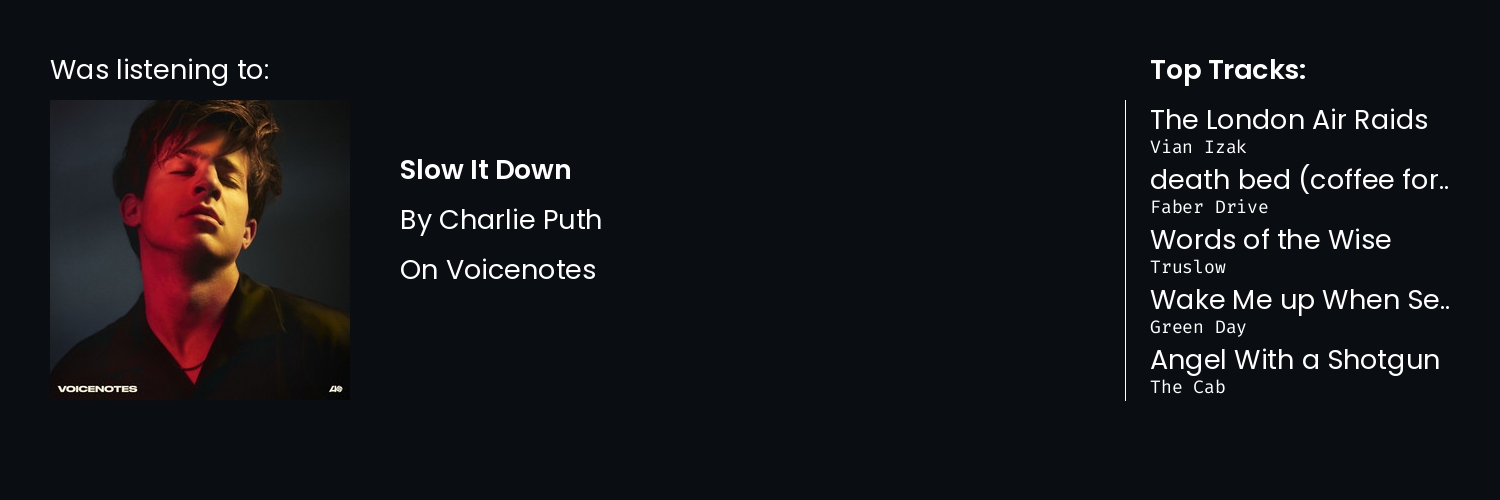 Was listening to:
VOICENOTES
Slow It Down
By Charlie Puth
On Voicenotes
Top Tracks:
The London Air Raids
Vian Izak
death bed (coffee for..
Faber Drive
Words of the Wise
Truslow
Wake Me up When Se..
Green Day
Angel With a Shotgun
The Cab